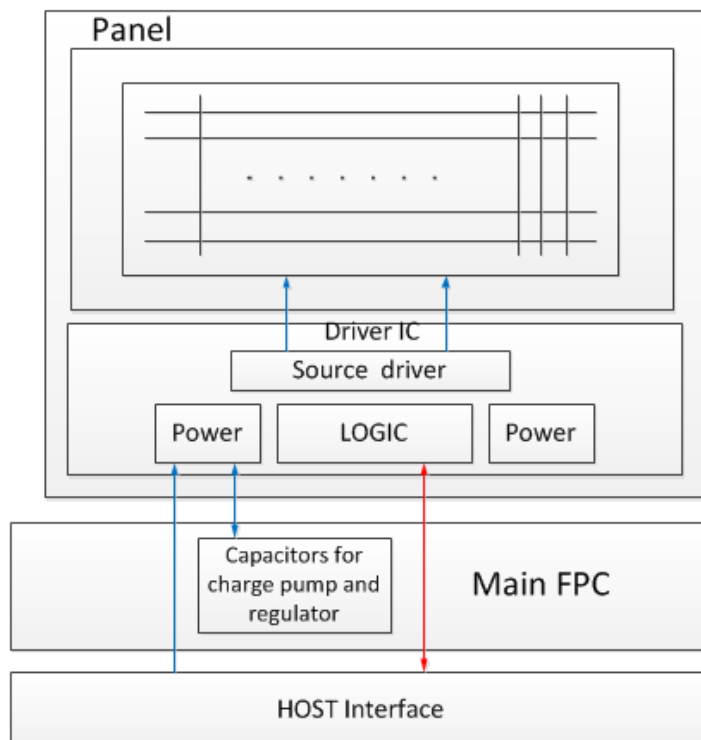 Panel
Driver IC
Source driver
Power
LOGIC
Power
Capacitors for
charge pump and
regulator
Main FPC
HOST Interface